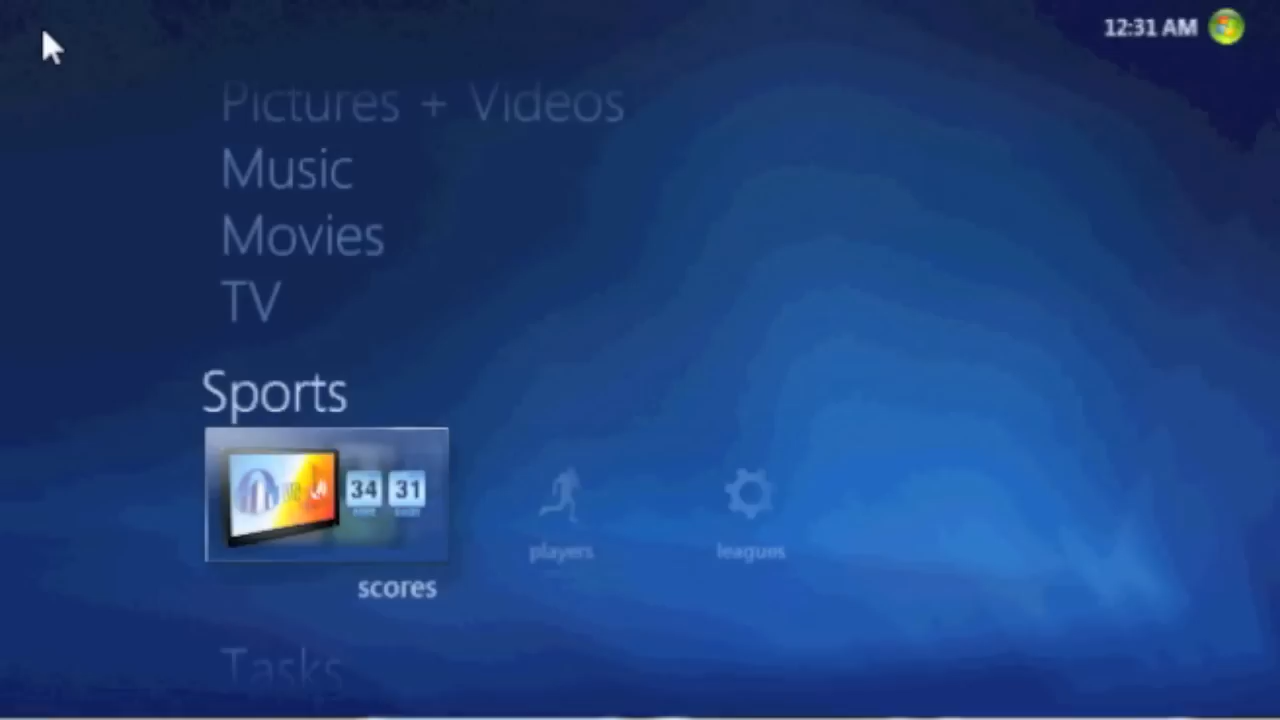 12:31 AM
Pictures + Videos
Music
Movies
TV
Sports
34 31
players
leagues
scores
Tasks